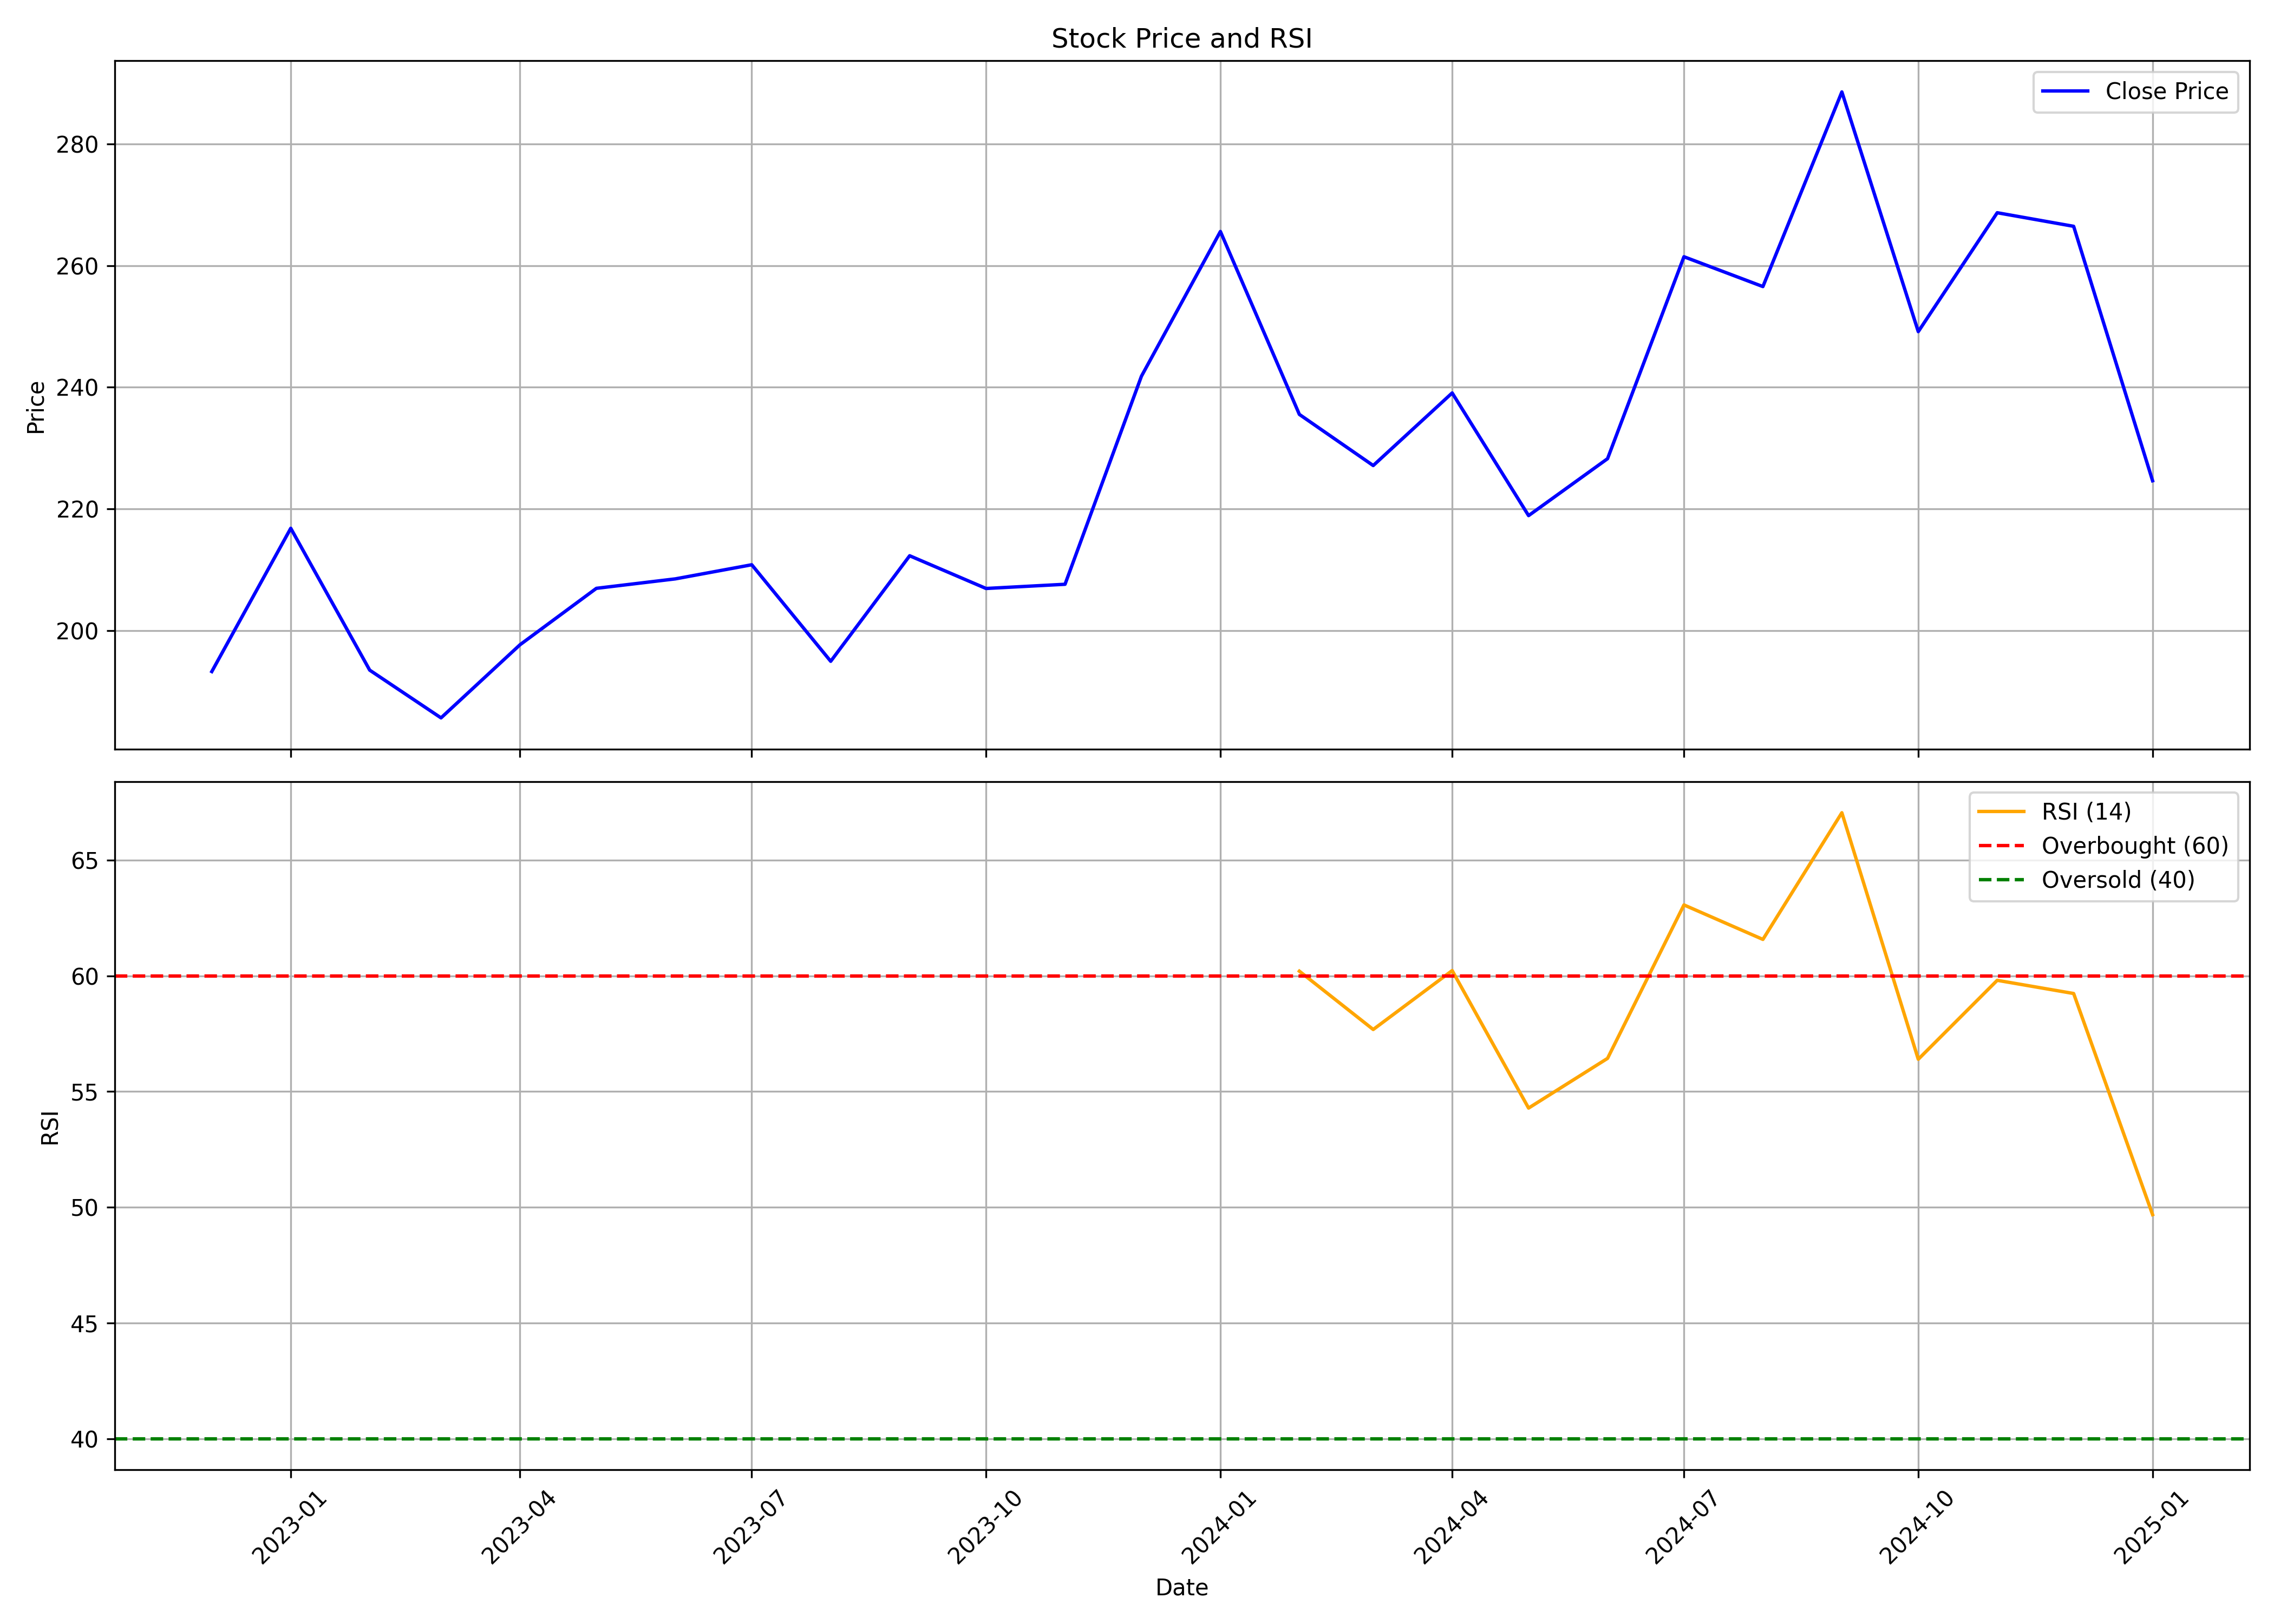 Stock Price and RSI
Close Price
280
260
240
220
200
Price
RSI (14)
Overbought (60)
Oversold (40)
65
60
55
50
45
40
RSI
2023-01
2023-04
2023-07
2023-10
2024-01
2024-04
2024-07
2024-10
2025-01
Date